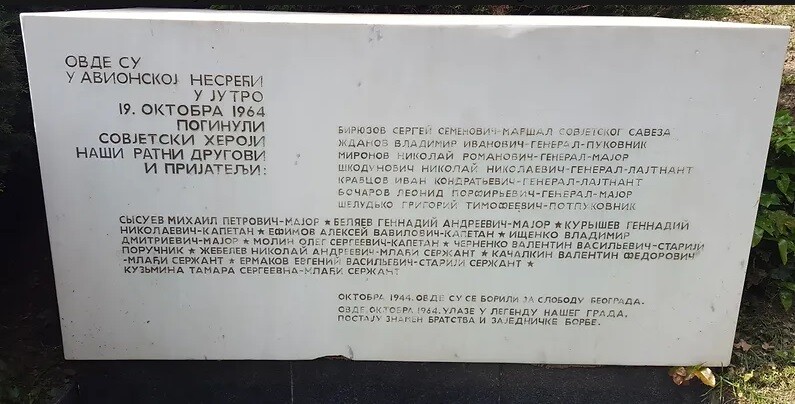 ОВДЕ СУ
У АВИОНСКОЈ НЕСРЕЋИ
У ЈУТРО
19. ОКТОБРА 1964
ПОГИНУЛИ
СОВЈЕТСКИ ХЕРОЈИ
НАШИ РАТНИ ДРУГОВИ
И ПРИЈАТЕЉИ:
БИРЮЗОВ СЕРГЕЙ СЕМЕНОВИЧ-МАРШАЛ СОВЈЕТСКОГ САВЕЗА
ЖДАНОВ ВЛАДИМИР ИВАНОВИЧ-ГЕНЕРАЛ-ПУКОВНИК
МИРОНОВ НИКОЛАЙ РОМАНОВИЧ-ГЕНЕРАЛ-МАЈОР
ШКОДУНОВИЧ НИКОЛАЙ НИКОЛАЕВИЧ-ГЕНЕРАЛ-ЛАЈТНАНТ
КРАВЦОВ ИВАН КОНДРАТЬЕВИЧ-ГЕНЕРАЛ-ЛАЈТНАНТ
БОЧАРОВ ЛЕОНИД ПОРФИРЬЕВИЧ-ГЕНЕРАЛ-МАЈОР
ШЕЛУДЬКО ГРИГОРИЙ ТИМОФЕЕВИЧ-ПОТПУКОВНИК
СЫСУЕВ МИХАИЛ ПЕТРОВИЧ-МАЈОР ★ БЕЛЯЕВ ГЕННАДИЙ АНДРЕЕВИЧ-МАЈОР ★ КУРЫШЕВ ГЕННАДИЙ
НИКОЛАЕВИЧ-КАПЕТАН ★ ЕФИМОВ АЛЕКСЕЙ ВАВИЛОВИЧ-КАПЕТАН ★ ИЩЕНКО ВЛАДИМИР
ДМИТРИЕВИЧ-МАЈОР ★ МОЛИН ОЛЕГ СЕРГЕЕВИЧ-КАПЕТАН ★ ЧЕРНЕНКО ВАЛЕНТИН ВАСИЛЬЕВИЧ-СТАРИЈИ
ПОРУЧНИК ★ ЖЕБЕЛЕВ НИКОЛАЙ АНДРЕЕВИЧ-МЛАЂИ СЕРЖАНТ ★ КАЧАЛКИН ВАЛЕНТИН ФЕДОРОВИЧ
-МЛАЂИ СЕРЖАНТ ★ ЕРМАКОВ ЕВГЕНИЙ ВАСИЛЬЕВИЧ-СТАРИЈИ СЕРЖАНТ ★
КУЗЬМИНА ТАМАРА СЕРГЕЕВНА-МЛАЂИ СЕРЖАНТ
ОКТОБРА 1944. ОВДЕ СУ СЕ БОРИЛИ ЗА СЛОБОДУ БЕОГРАДА.
ОВДЕ, ОКТОБРА 1964. УЛАЗЕ У ЛЕГЕНДУ НАШЕГ ГРАДА.
ПОСТАЈУ ЗНАМЕН БРАТСТВА И ЗАЈЕДНИЧКЕ БОРБЕ.